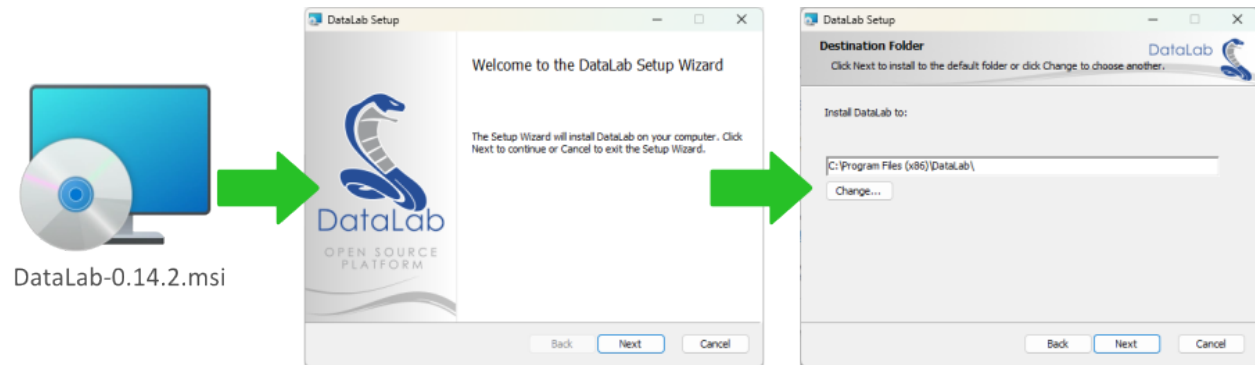 DataLab-0.14.2.msi
DataLab Setup
Welcome to the DataLab Setup Wizard
The Setup Wizard will install DataLab on your computer. Click
Next to continue or Cancel to exit the Setup Wizard.
DataLab
OPEN SOURCE
PLATFORM
Back
Next
Cancel
DataLab Setup
Destination Folder
Click Next to install to the default folder or click Change to choose another.
DataLab
Install DataLab to:
C:\Program Files (x86)\DataLab\
Change...
Back
Next
Cancel